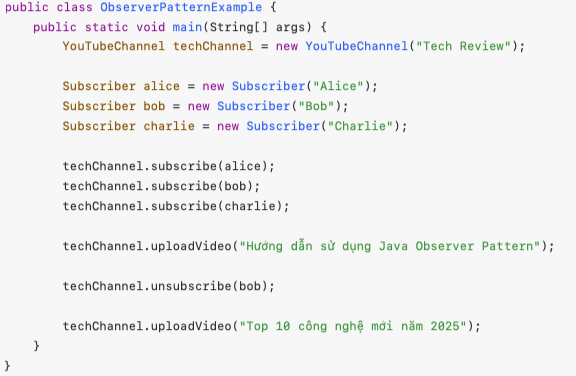 public class ObserverPatternExample {
    public static void main(String[] args) {
        YouTubeChannel techChannel = new YouTubeChannel("Tech Review");

        Subscriber alice = new Subscriber("Alice");
        Subscriber bob = new Subscriber("Bob");
        Subscriber charlie = new Subscriber("Charlie");

        techChannel.subscribe(alice);
        techChannel.subscribe(bob);
        techChannel.subscribe(charlie);

        techChannel.uploadVideo("Hướng dẫn sử dụng Java Observer Pattern");

        techChannel.unsubscribe(bob);

        techChannel.uploadVideo("Top 10 công nghệ mới năm 2025");
    }
}